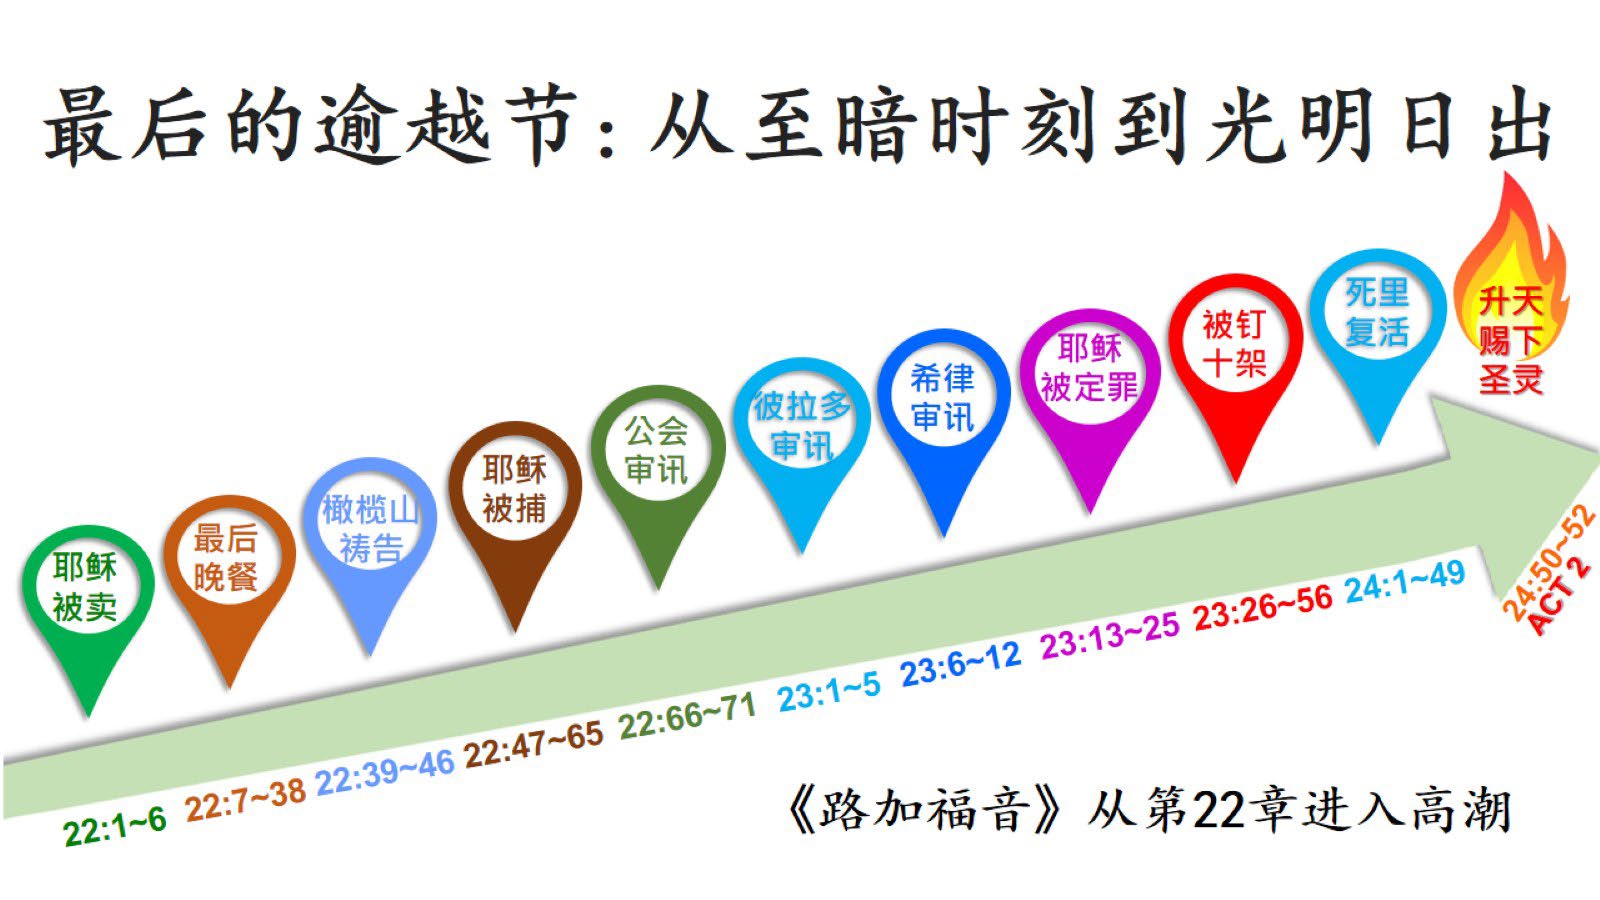 最后的逾越节:从至暗时刻到光明日出
耶稣
被卖
最后
晚餐
橄榄山
祷告
耶稣
被捕
公会
审讯
彼拉多
审讯
希律
审讯
耶稣
被定罪
被钉
十架
死里
复活
升天
赐下
圣灵
22:1~6
22:7~38
22:39~46
22:47~65
22:66~71
23:1~5
23:6~12
23:13~25
23:26~56
24:1~49
24:50~52
ACT 2
《路加福音》从第22章进入高潮